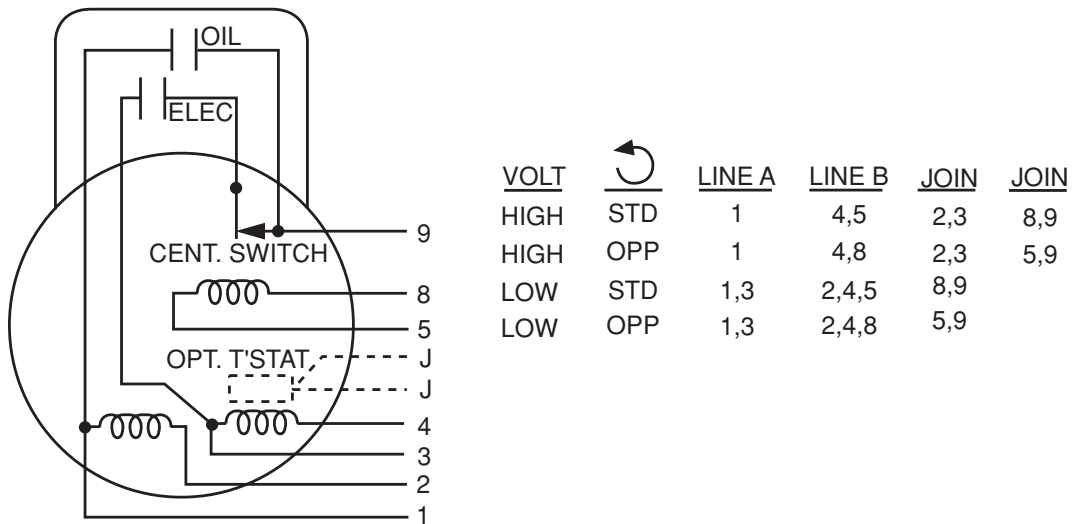 OIL
ELEC
CENT. SWITCH
OPT. T'STAT
9
8
5
J
J
4
3
2
1
VOLT LINE A LINE B JOIN JOIN
HIGH STD 1 4,5 2,3 8,9
HIGH OPP 1 4,8 2,3 5,9
LOW STD 1,3 2,4,5 8,9
LOW OPP 1,3 2,4,8 5,9